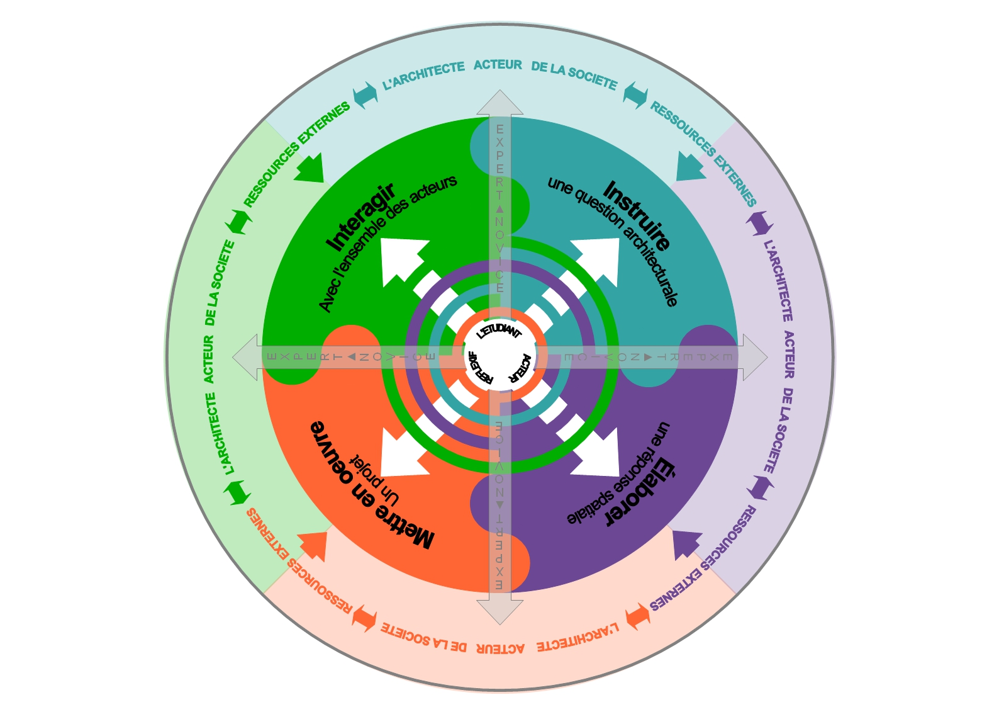 L'ARCHITECTE ACTEUR DE LA SOCIETE
RESSOURCES EXTERNES
L'ARCHITECTE ACTEUR DE LA SOCIETE
RESSOURCES EXTERNES
L'ARCHITECTE ACTEUR DE LA SOCIETE
RESSOURCES EXTERNES
L'ARCHITECTE ACTEUR DE LA SOCIETE
RESSOURCES EXTERNES
Interagir
Avec l'ensemble des acteurs
Instruire
une question architecturale
Élaborer
une réponse spatiale
Mettre en oeuvre
Un projet
EXPERT▲NOVICE
EXPERT▲NOVICE
EXPERT▲NOVICE
EXPERT▲NOVICE
L'ETUDIANT
ACTEUR
REFLEXIF